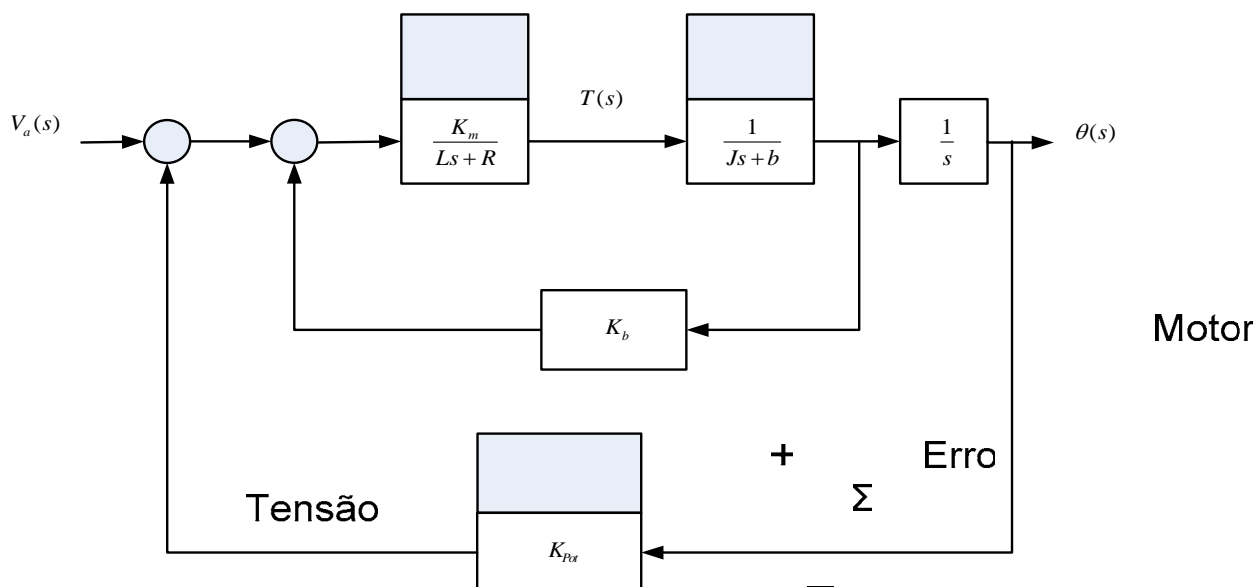 V_a(s)
K_m
Ls + R
T(s)
1
Js + b
1
s
θ(s)
K_b
Motor
+
Erro
Σ
Tensão
K_Pot